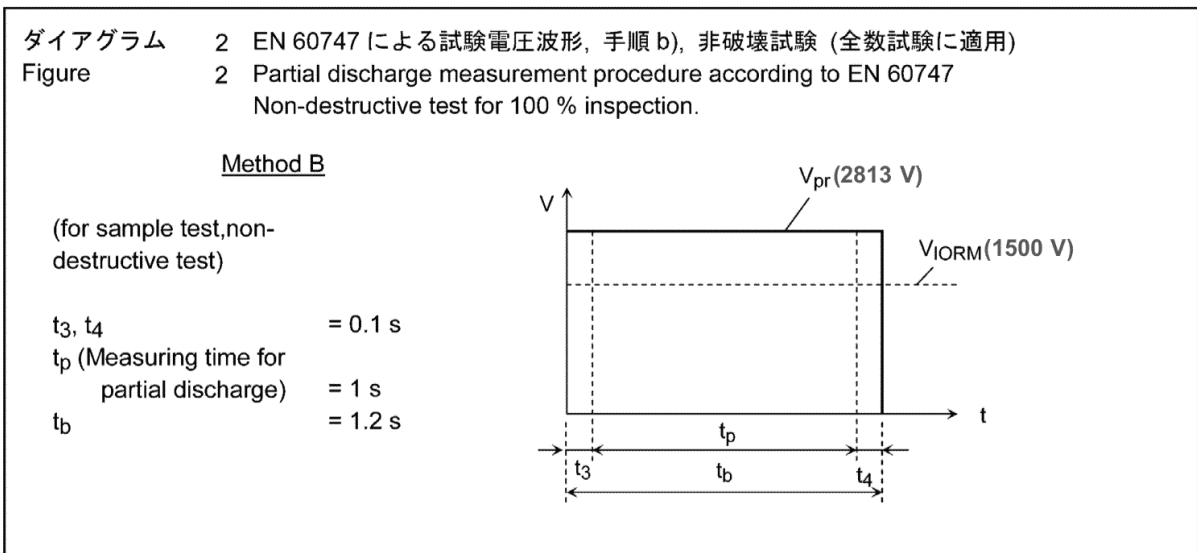 ダイアグラム 2 EN 60747 による試験電圧波形, 手順 b), 非破壊試験 (全数試験に適用)
Figure 2 Partial discharge measurement procedure according to EN 60747
Non-destructive test for 100 % inspection.
Method B
(for sample test,non-
destructive test)
t3, t4 = 0.1 s
tp (Measuring time for
partial discharge) = 1 s
tb = 1.2 s
Vpr(2813 V)
V
VIORM(1500 V)
t
tp
t3 tb t4